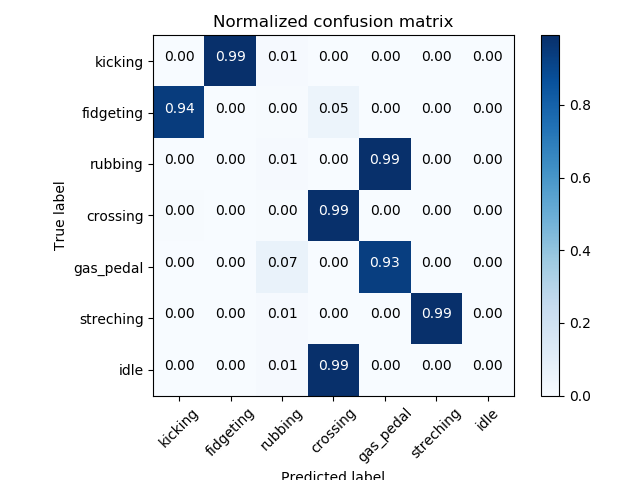 Normalized confusion matrix
True label
kicking 0.00 0.99 0.01 0.00 0.00 0.00 0.00
fidgeting 0.94 0.00 0.00 0.05 0.00 0.00 0.00
rubbing 0.00 0.00 0.01 0.00 0.99 0.00 0.00
crossing 0.00 0.00 0.00 0.99 0.00 0.00 0.00
gas_pedal 0.00 0.00 0.07 0.00 0.93 0.00 0.00
streching 0.00 0.00 0.01 0.00 0.00 0.99 0.00
idle 0.00 0.00 0.01 0.99 0.00 0.00 0.00
kicking fidgeting rubbing crossing gas_pedal streching idle
Predicted label
0.8
0.6
0.4
0.2
0.0